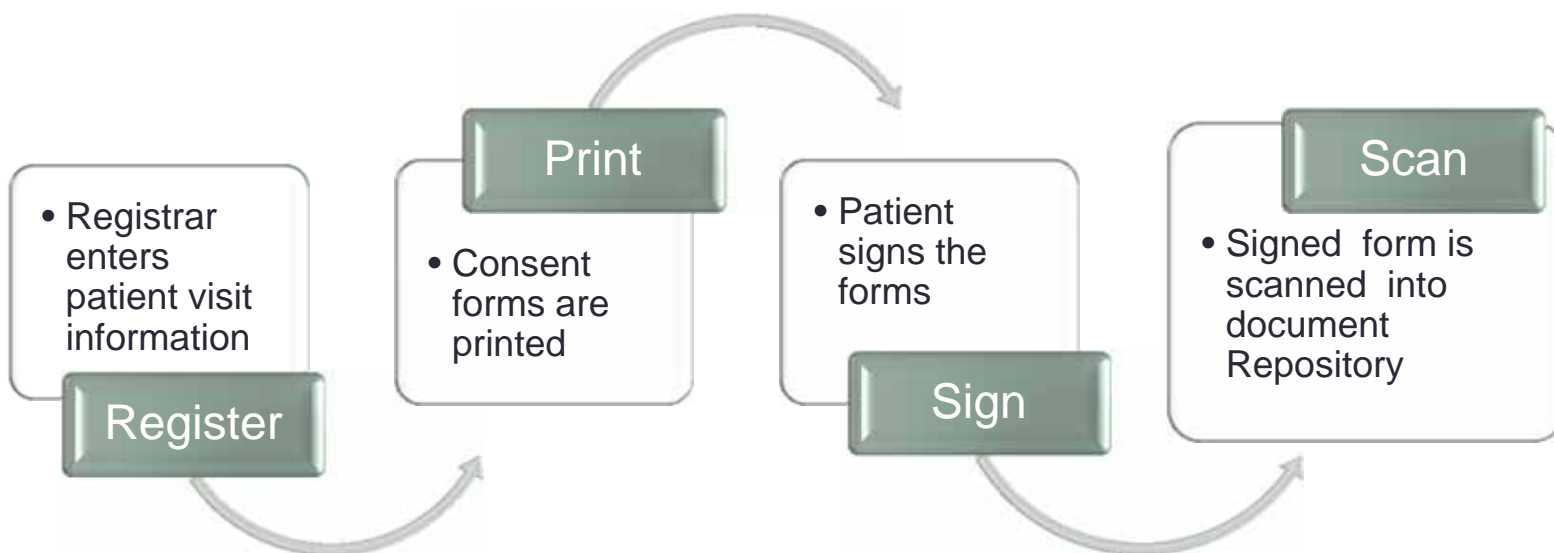 • Registrar
enters
patient visit
information
Register
Print
• Consent
forms are
printed
• Patient
signs the
forms
Sign
Scan
• Signed form is
scanned into
document
Repository